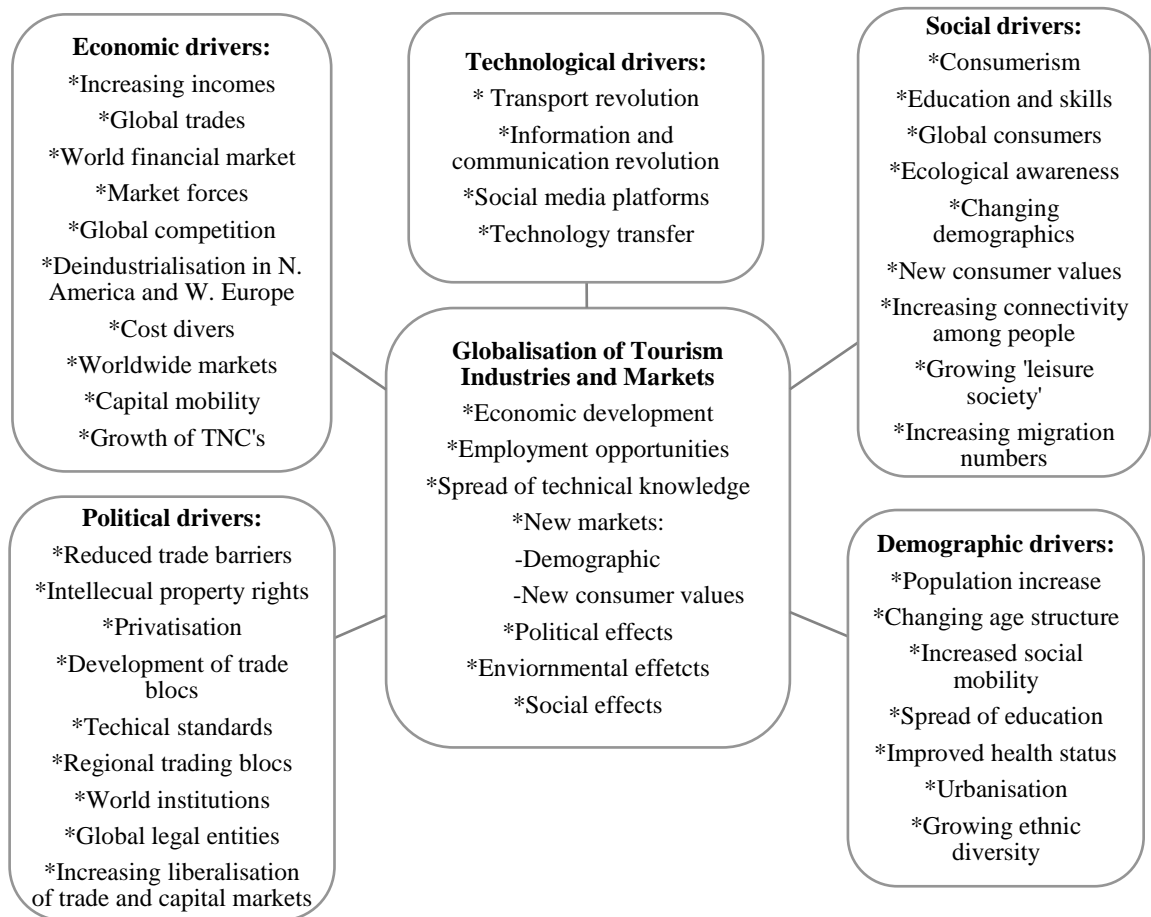 Economic drivers:
*Increasing incomes
*Global trades
*World financial market
*Market forces
*Global competition
*Deindustrialisation in N.
America and W. Europe
*Cost divers
*Worldwide markets
*Capital mobility
*Growth of TNC's
Technological drivers:
* Transport revolution
*Information and
communication revolution
*Social media platforms
*Technology transfer
Social drivers:
*Consumerism
*Education and skills
*Global consumers
*Ecological awareness
*Changing
demographics
*New consumer values
*Increasing connectivity
among people
*Growing 'leisure
society'
*Increasing migration
numbers
Globalisation of Tourism
Industries and Markets
*Economic development
*Employment opportunities
*Spread of technical knowledge
*New markets:
-Demographic
-New consumer values
*Political effects
*Enviornmental effetcts
*Social effects
Political drivers:
*Reduced trade barriers
*Intellecual property rights
*Privatisation
*Development of trade
blocs
*Techical standards
*Regional trading blocs
*World institutions
*Global legal entities
*Increasing liberalisation
of trade and capital markets
Demographic drivers:
*Population increase
*Changing age structure
*Increased social
mobility
*Spread of education
*Improved health status
*Urbanisation
*Growing ethnic
diversity